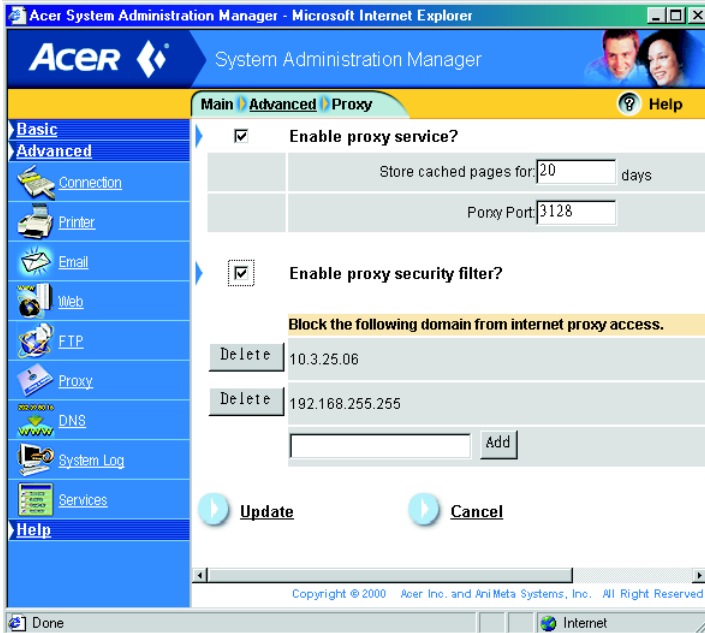 Acer System Administration Manager - Microsoft Internet Explorer
Acer
System Administration Manager
Main Advanced Proxy
Help
Basic
Advanced
Connection
Printer
Email
Web
FTP
Proxy
DNS
System Log
Services
Help
Enable proxy service?
Store cached pages for: 20 days
Ponxy Port: 3128
Enable proxy security filter?
Block the following domain from internet proxy access.
Delete 10.3.25.06
Delete 192.168.255.255
Add
Update
Cancel
Copyright © 2000 Acer Inc. and AniMeta Systems, Inc. All Right Reserved
Done
Internet